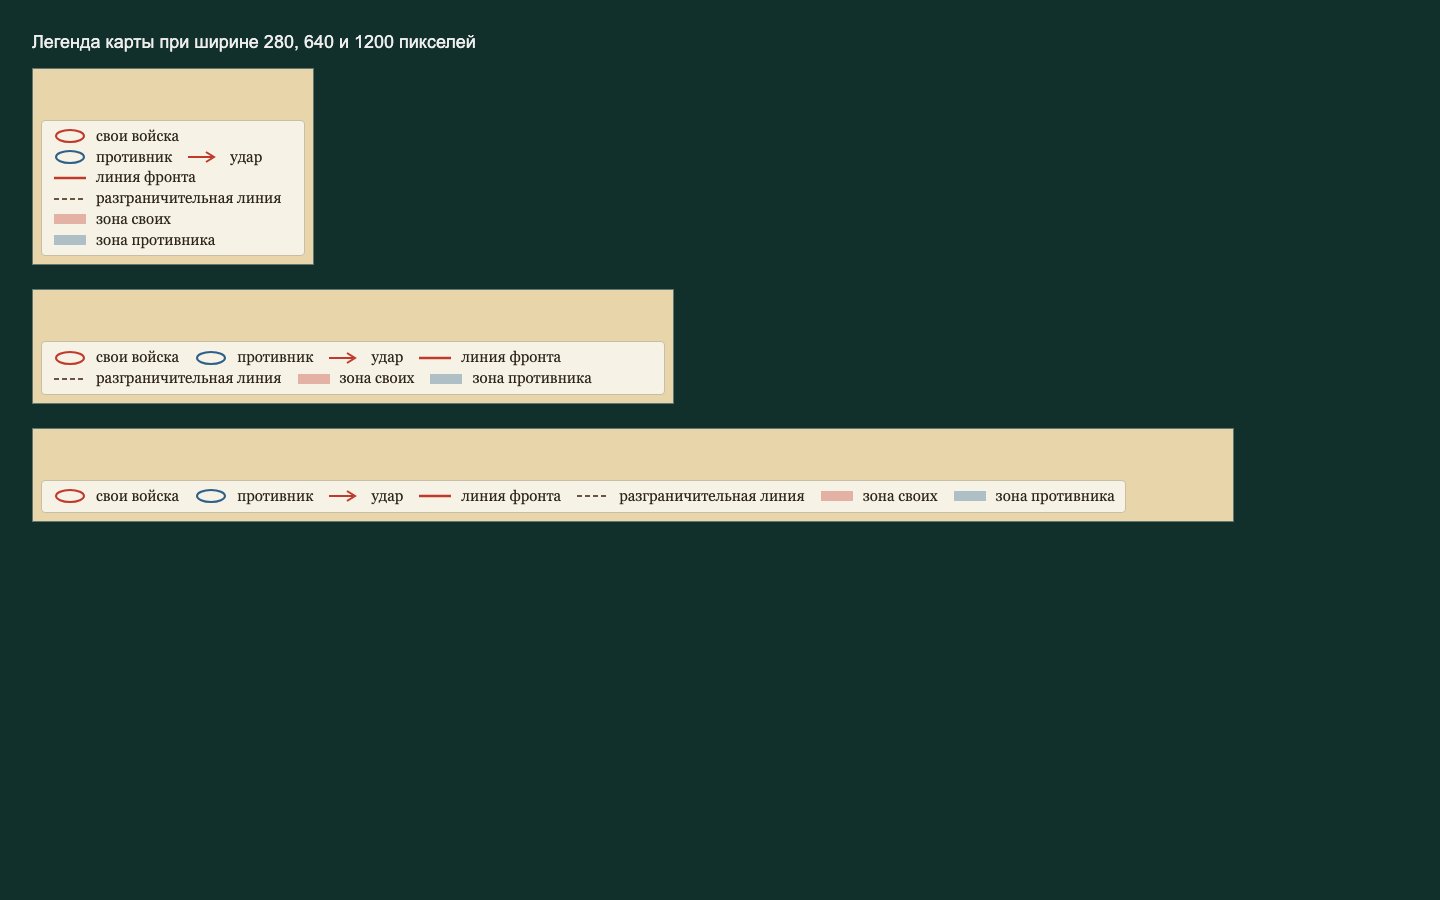 Легенда карты при ширине 280, 640 и 1200 пикселей
свои войска
противник удар
линия фронта
разграничительная линия
зона своих
зона противника
свои войска противник удар линия фронта
разграничительная линия зона своих зона противника
свои войска противник удар линия фронта разграничительная линия зона своих зона противника